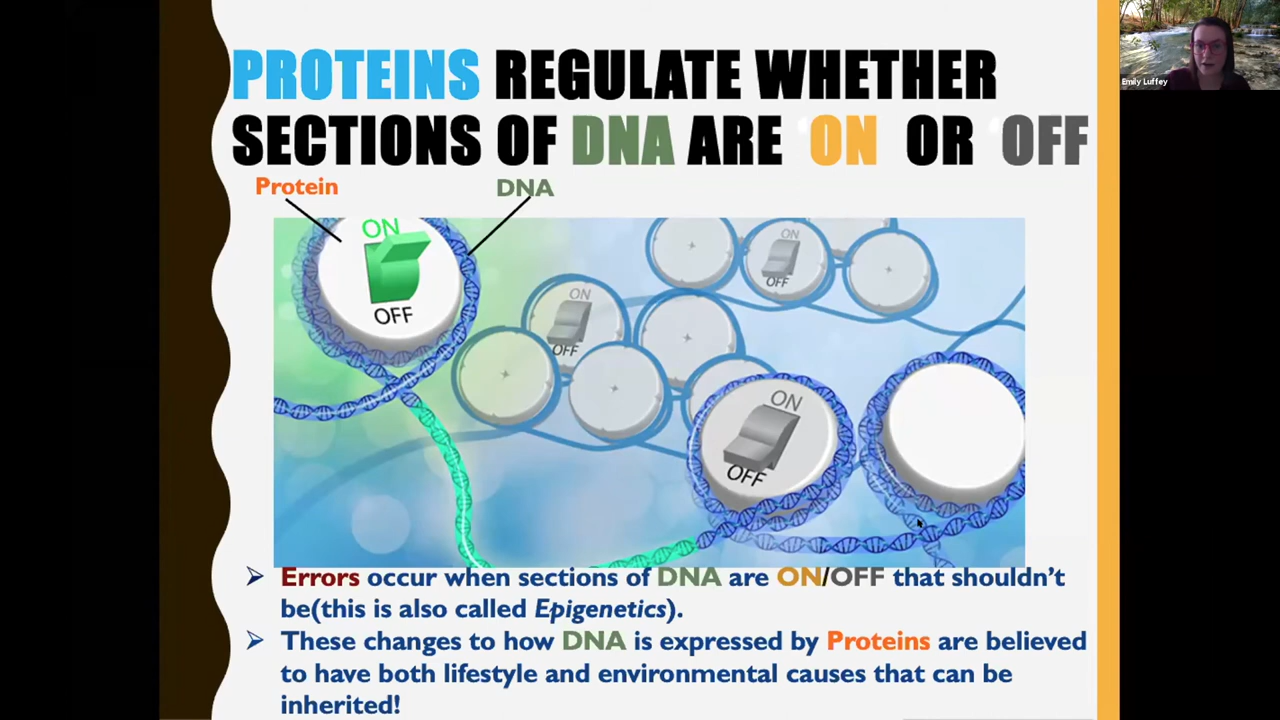 PROTEINS REGULATE WHETHER
SECTIONS OF DNA ARE ON OR OFF
Emily Luffey
Protein
DNA
ON
OFF
ON
OFF
ON
OFF
ON
OFF
➢ Errors occur when sections of DNA are ON/OFF that shouldn't
be(this is also called Epigenetics).
➢ These changes to how DNA is expressed by Proteins are believed
to have both lifestyle and environmental causes that can be
inherited!